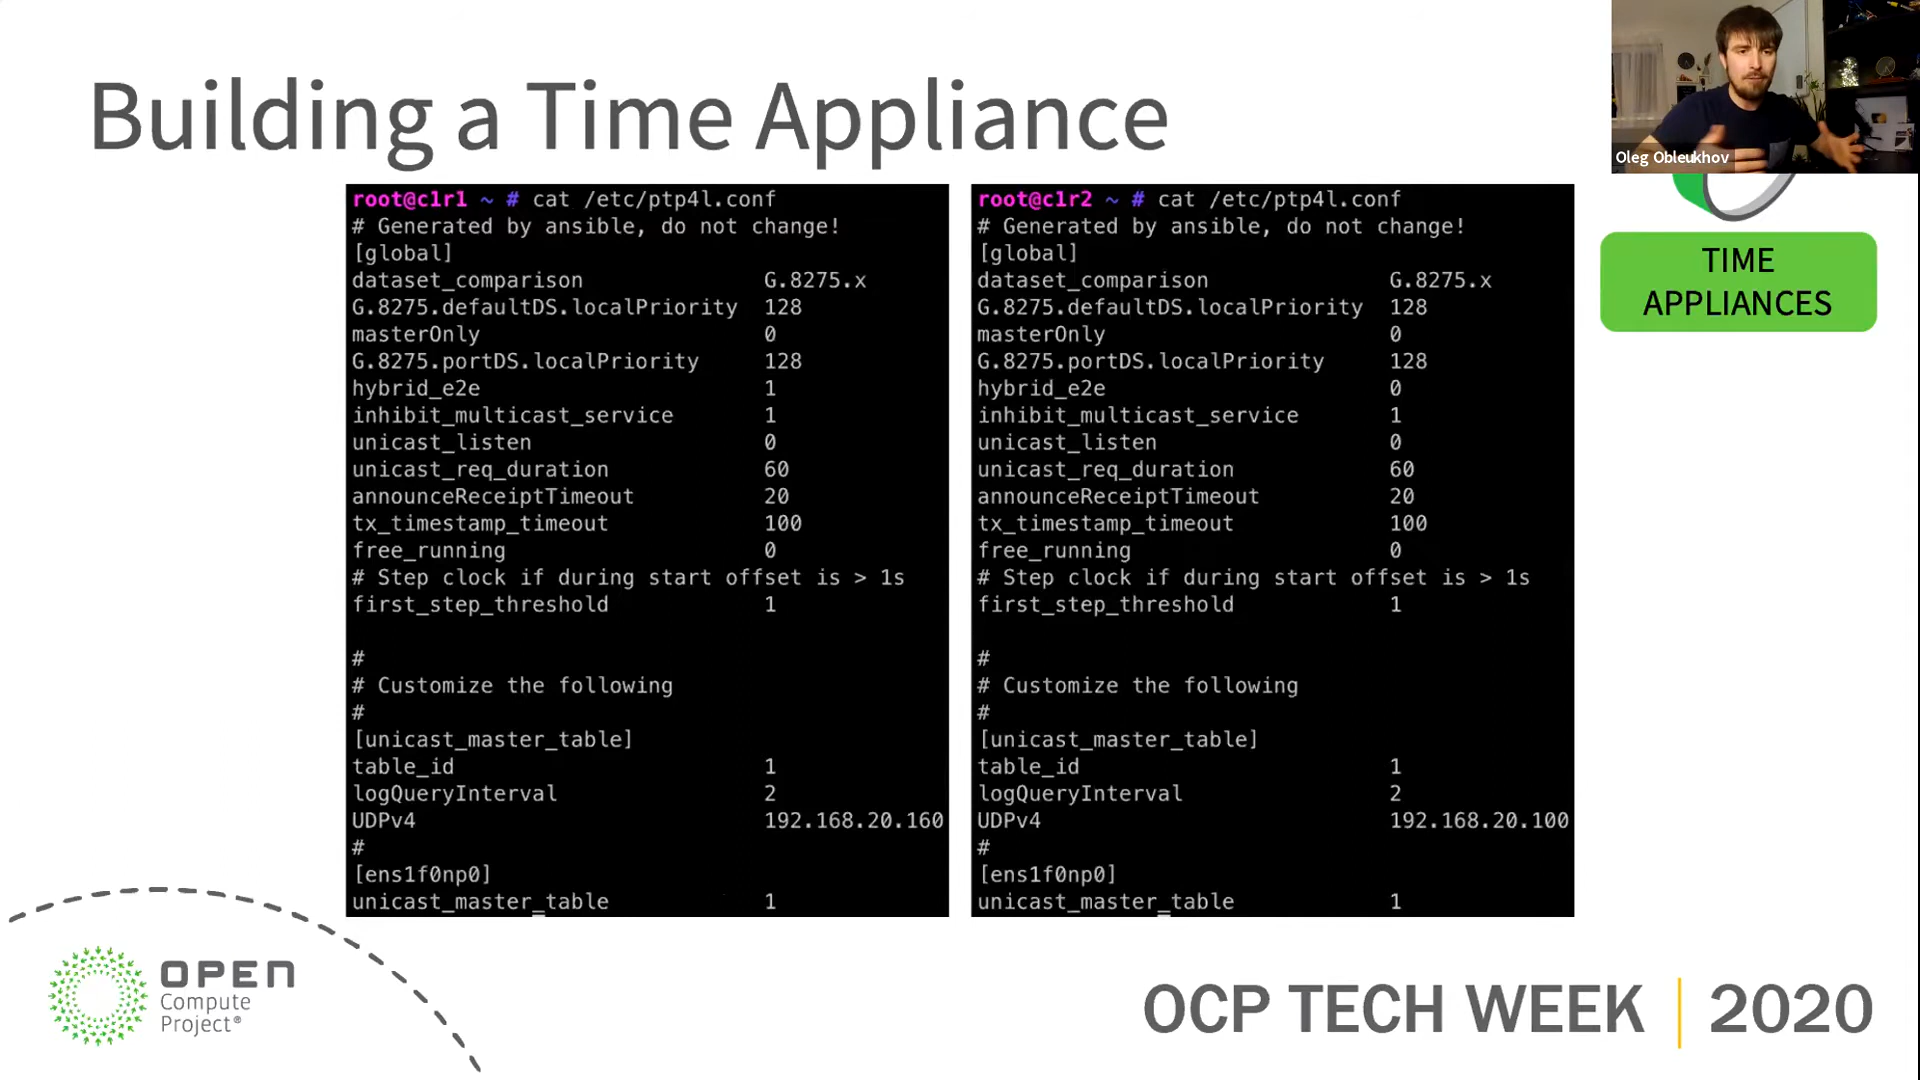 Building a Time Appliance
Oleg Obleukhov
TIME
APPLIANCES
root@c1r1 ~ # cat /etc/ptp4l.conf
# Generated by ansible, do not change!
[global]
dataset_comparison G.8275.x
G.8275.defaultDS.localPriority 128
masterOnly 0
G.8275.portDS.localPriority 128
hybrid_e2e 1
inhibit_multicast_service 1
unicast_listen 0
unicast_req_duration 60
announceReceiptTimeout 20
tx_timestamp_timeout 100
free_running 0
# Step clock if during start offset is > 1s
first_step_threshold 1
#
# Customize the following
#
[unicast_master_table]
table_id 1
logQueryInterval 2
UDPv4 192.168.20.160
#
[ens1f0np0]
unicast_master_table 1
root@c1r2 ~ # cat /etc/ptp4l.conf
# Generated by ansible, do not change!
[global]
dataset_comparison G.8275.x
G.8275.defaultDS.localPriority 128
masterOnly 0
G.8275.portDS.localPriority 128
hybrid_e2e 0
inhibit_multicast_service 1
unicast_listen 0
unicast_req_duration 60
announceReceiptTimeout 20
tx_timestamp_timeout 100
free_running 0
# Step clock if during start offset is > 1s
first_step_threshold 1
#
# Customize the following
#
[unicast_master_table]
table_id 1
logQueryInterval 2
UDPv4 192.168.20.100
#
[ens1f0np0]
unicast_master_table 1
OPEN
Compute
Project®
OCP TECH WEEK | 2020